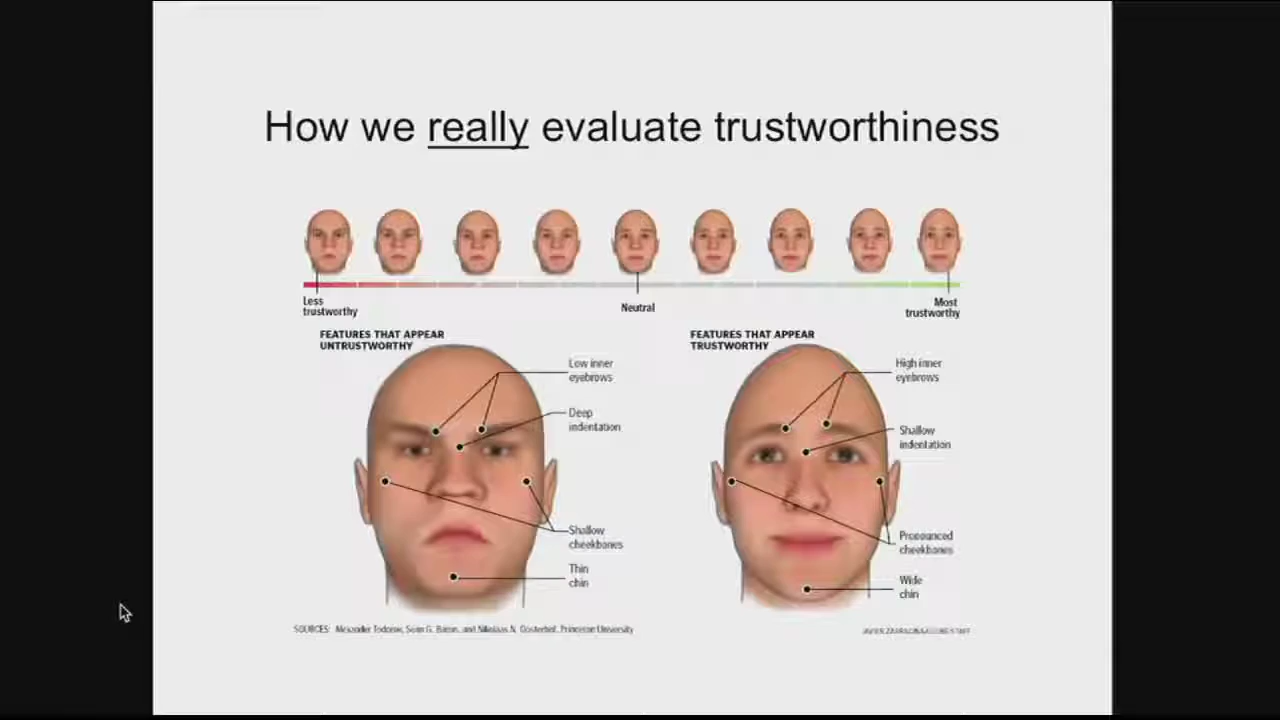 How we really evaluate trustworthiness
Less
trustworthy
Neutral
Most
trustworthy
FEATURES THAT APPEAR
UNTRUSTWORTHY
Low inner
eyebrows
Deep
indentation
Shallow
cheekbones
Thin
chin
FEATURES THAT APPEAR
TRUSTWORTHY
High inner
eyebrows
Shallow
indentation
Pronounced
cheekbones
Wide
chin
SOURCES: Alexander Todorov, Sean G. Baron, and Nikolaas N. Oosterhof, Princeton University